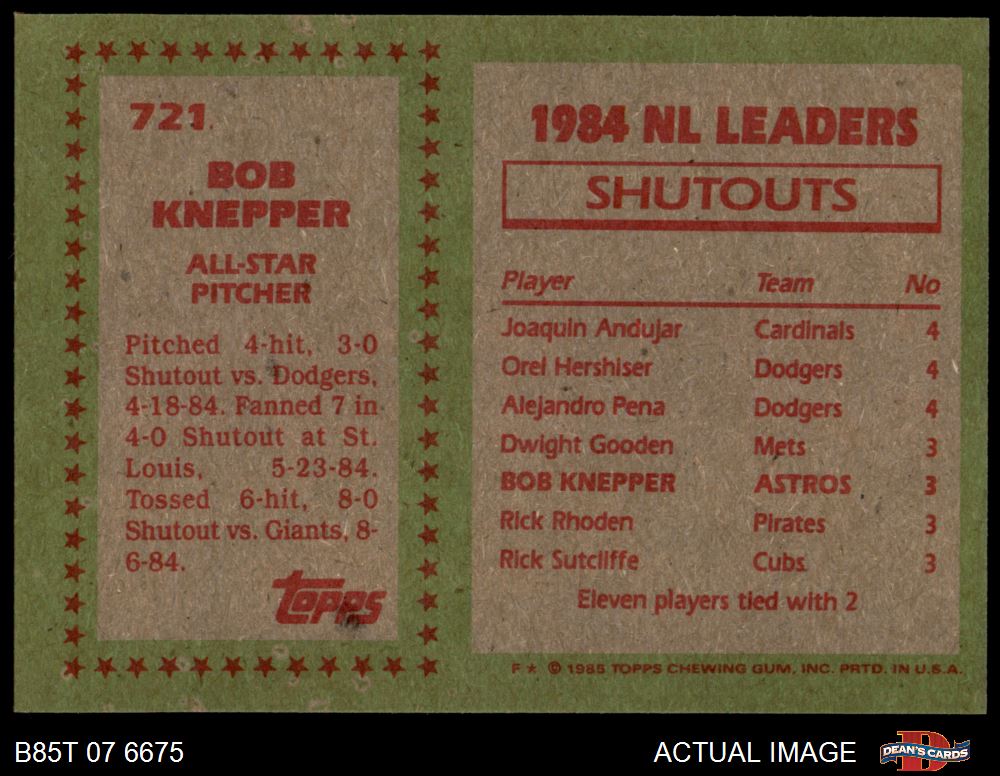 721.
BOB
KNEPPER
ALL-STAR
PITCHER
Pitched 4-hit, 3-0
Shutout vs. Dodgers,
4-18-84. Fanned 7 in
4-0 Shutout at St.
Louis, 5-23-84.
Tossed 6-hit, 8-0
Shutout vs. Giants, 8-
6-84.
topps
1984 NL LEADERS
SHUTOUTS
Player Team No
Joaquin Andujar Cardinals 4
Orel Hershiser Dodgers 4
Alejandro Pena Dodgers 4
Dwight Gooden Mets 3
BOB KNEPPER ASTROS 3
Rick Rhoden Pirates 3
Rick Sutcliffe Cubs 3
Eleven players tied with 2
F ★ © 1985 TOPPS CHEWING GUM, INC. PRTD. IN U.S.A.
B85T 07 6675
ACTUAL IMAGE
D
DEAN'S CARDS